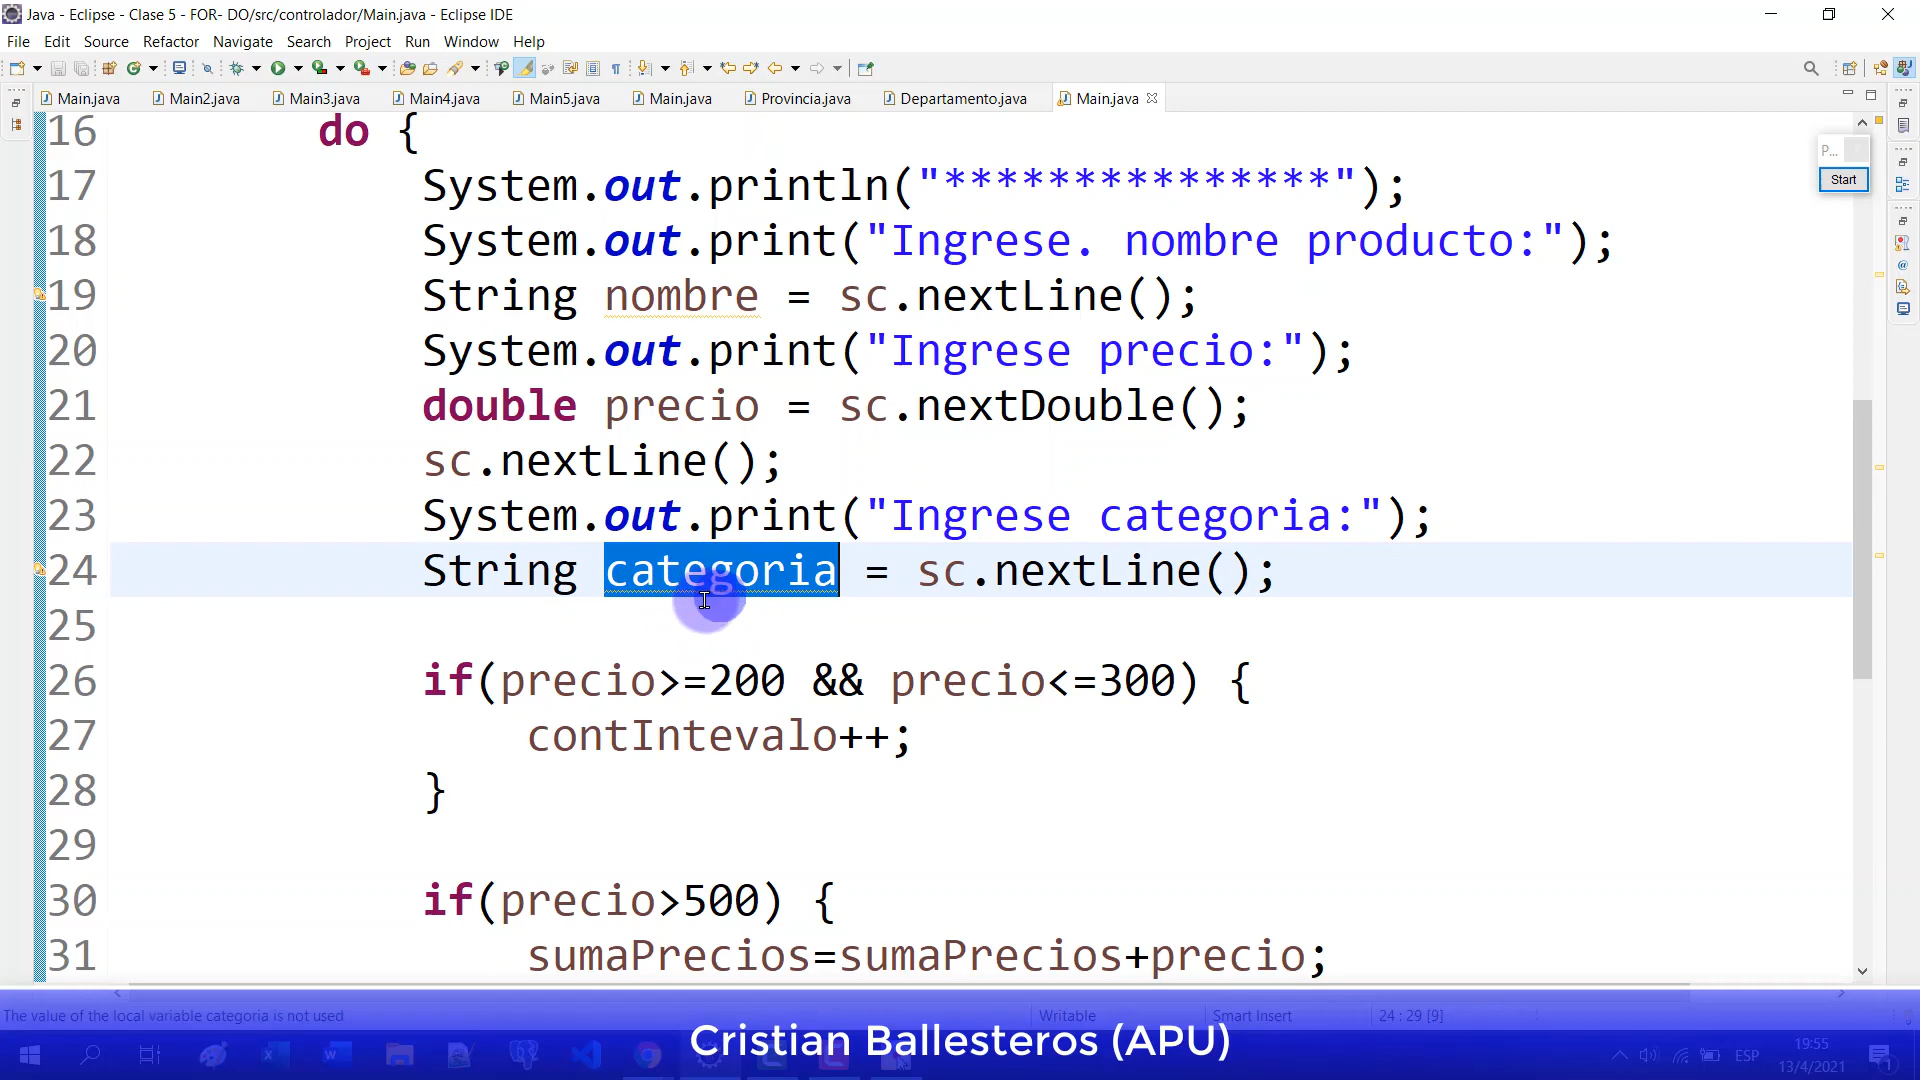 Java - Eclipse - Clase 5 - FOR- DO/src/controlador/Main.java - Eclipse IDE
File Edit Source Refactor Navigate Search Project Run Window Help
Main.java Main2.java Main3.java Main4.java Main5.java Main.java Provincia.java Departamento.java Main.java
P...
Start
16 do {
17 System.out.println("***************");
18 System.out.print("Ingrese. nombre producto:");
19 String nombre = sc.nextLine();
20 System.out.print("Ingrese precio:");
21 double precio = sc.nextDouble();
22 sc.nextLine();
23 System.out.print("Ingrese categoria:");
24 String categoria = sc.nextLine();
25
26 if(precio>=200 && precio<=300) {
27 contIntevalo++;
28 }
29
30 if(precio>500) {
31 sumaPrecios=sumaPrecios+precio;
The value of the local variable categoria is not used Writable Smart Insert 24 : 29 [9]
Cristian Ballesteros (APU)
ESP
19:55
13/4/2021